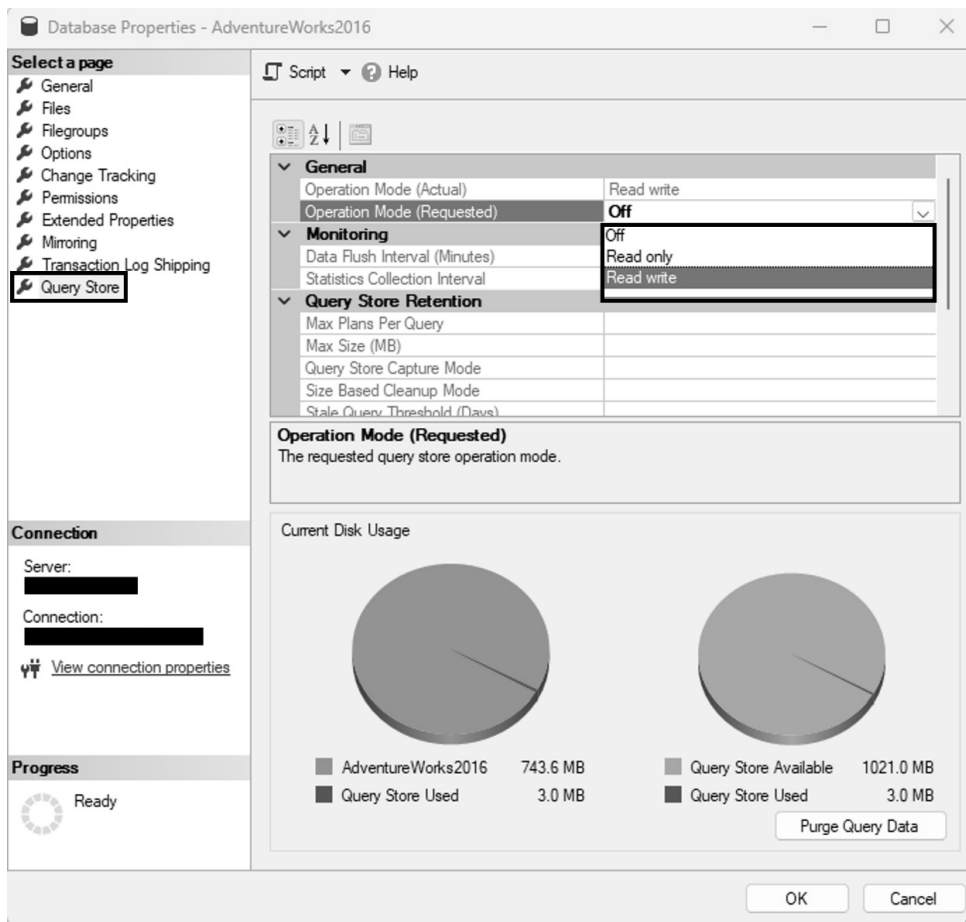 Database Properties - AdventureWorks2016
Select a page
General
Files
Filegroups
Options
Change Tracking
Permissions
Extended Properties
Mirroring
Transaction Log Shipping
Query Store
Script
Help
General
Operation Mode (Actual) Read write
Operation Mode (Requested) Off
Off
Read only
Read write
Monitoring
Data Flush Interval (Minutes)
Statistics Collection Interval
Query Store Retention
Max Plans Per Query
Max Size (MB)
Query Store Capture Mode
Size Based Cleanup Mode
Stale Query Threshold (Days)
Operation Mode (Requested)
The requested query store operation mode.
Connection
Server:
Connection:
View connection properties
Progress
Ready
Current Disk Usage
AdventureWorks2016 743.6 MB
Query Store Used 3.0 MB
Query Store Available 1021.0 MB
Query Store Used 3.0 MB
Purge Query Data
OK
Cancel